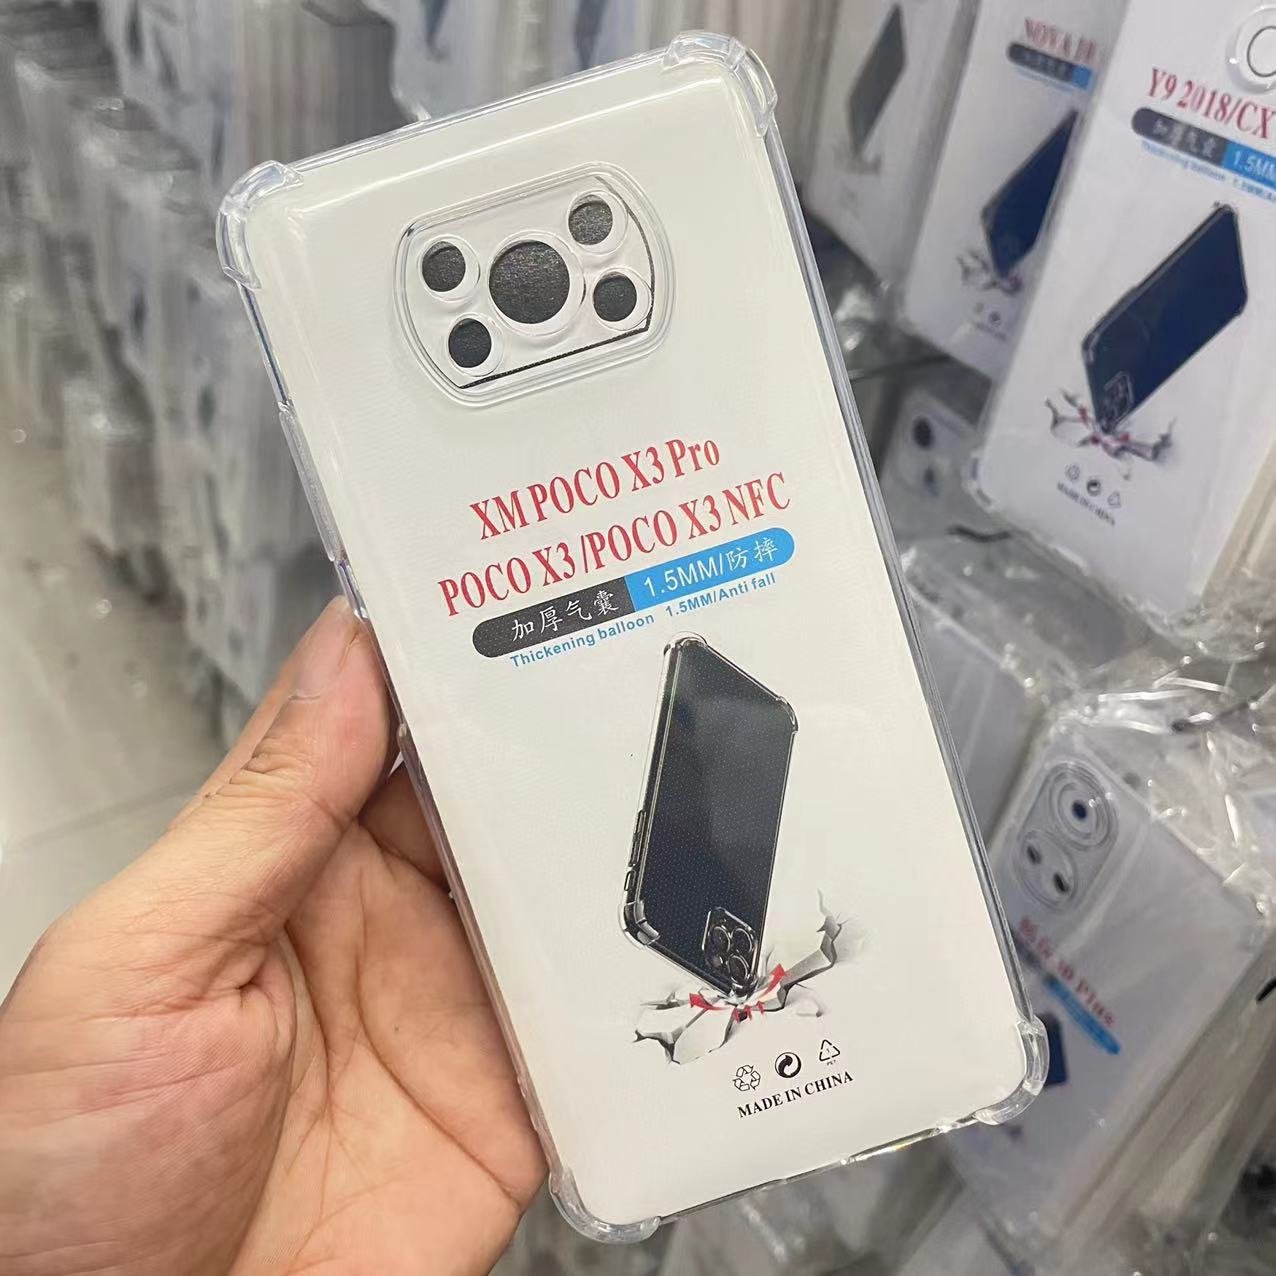 XM POCO X3 Pro
POCO X3 /POCO X3 NFC
加厚气囊 1.5MM/防摔
Thickening balloon 1.5MM/Anti fall
PET
MADE IN CHINA
Y9 2018/CX
加厚气囊 1.5MM
Thickening balloon
MADE IN CHINA